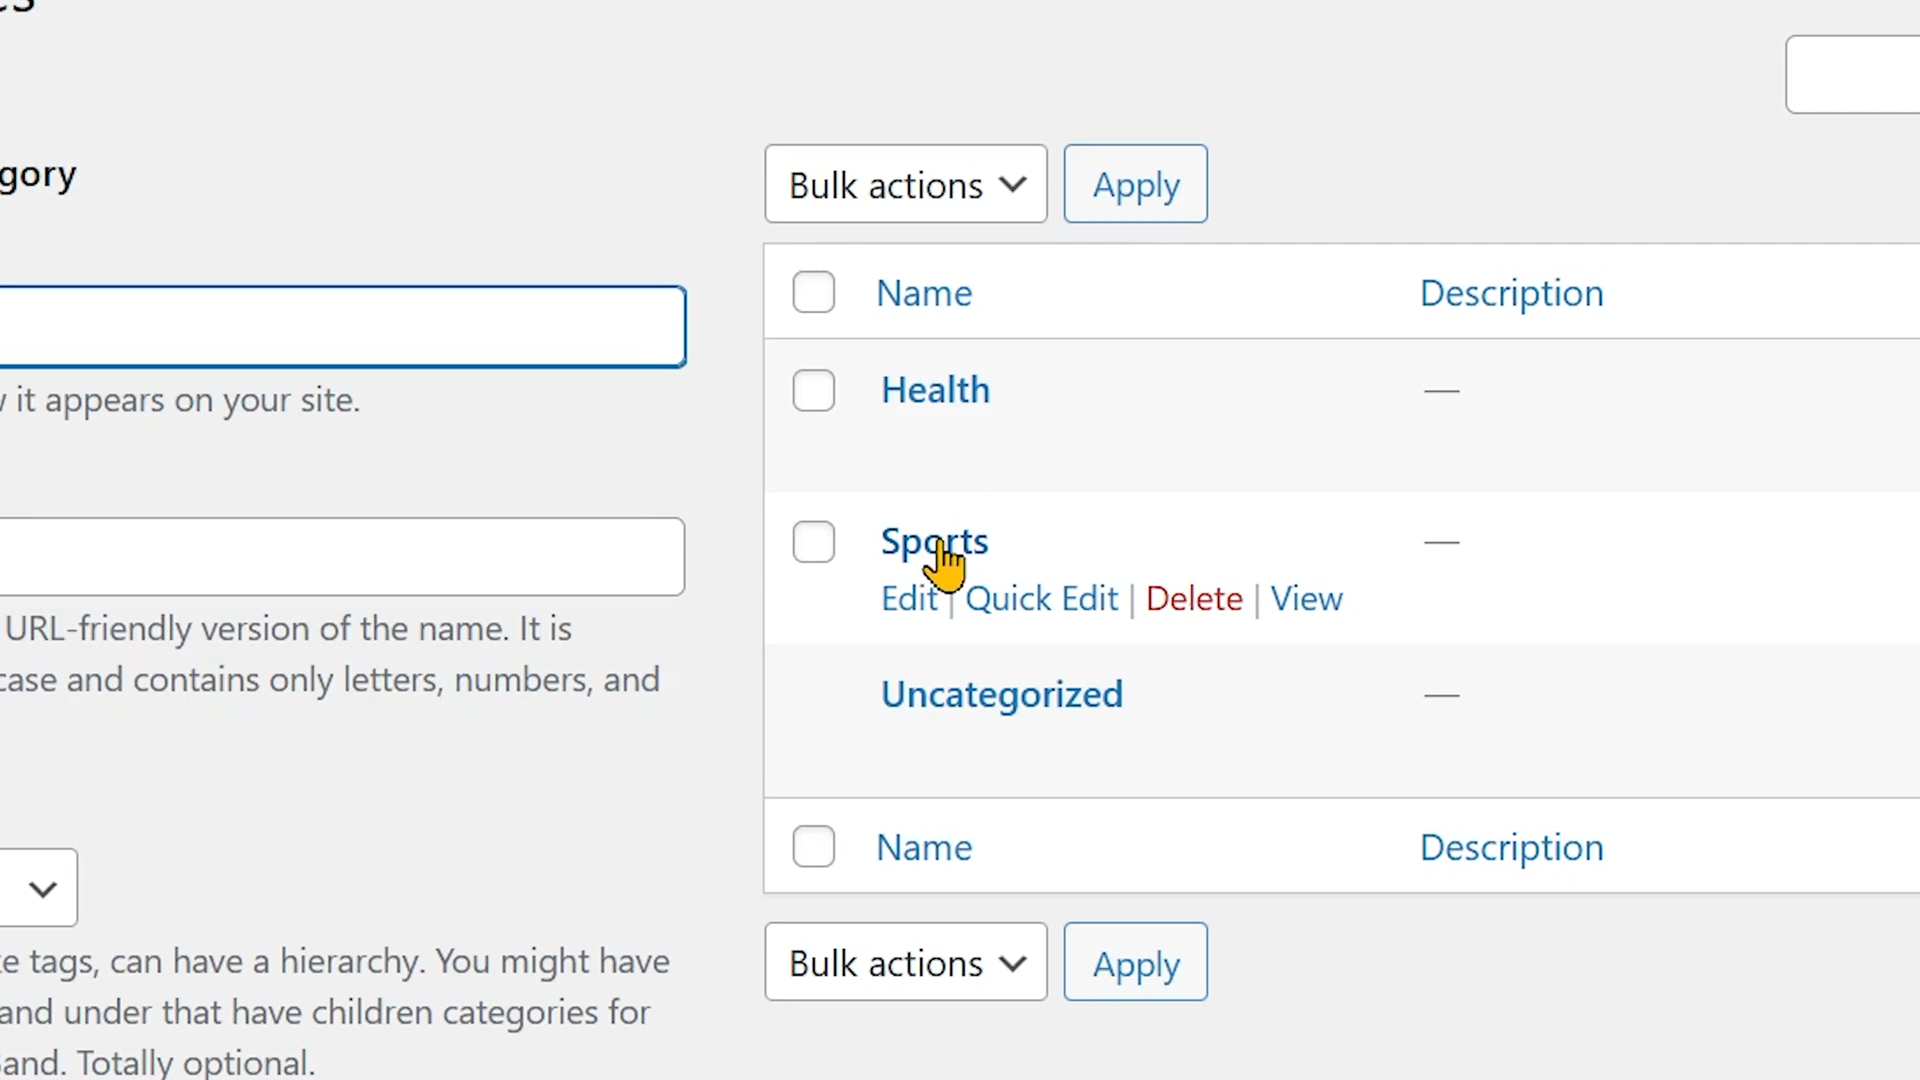 gory
it appears on your site.
URL-friendly version of the name. It is
case and contains only letters, numbers, and
tags, can have a hierarchy. You might have
and under that have children categories for
Band. Totally optional.
Bulk actions Apply
Name Description
Health —
Sports —
Edit | Quick Edit | Delete | View
Uncategorized —
Name Description
Bulk actions Apply